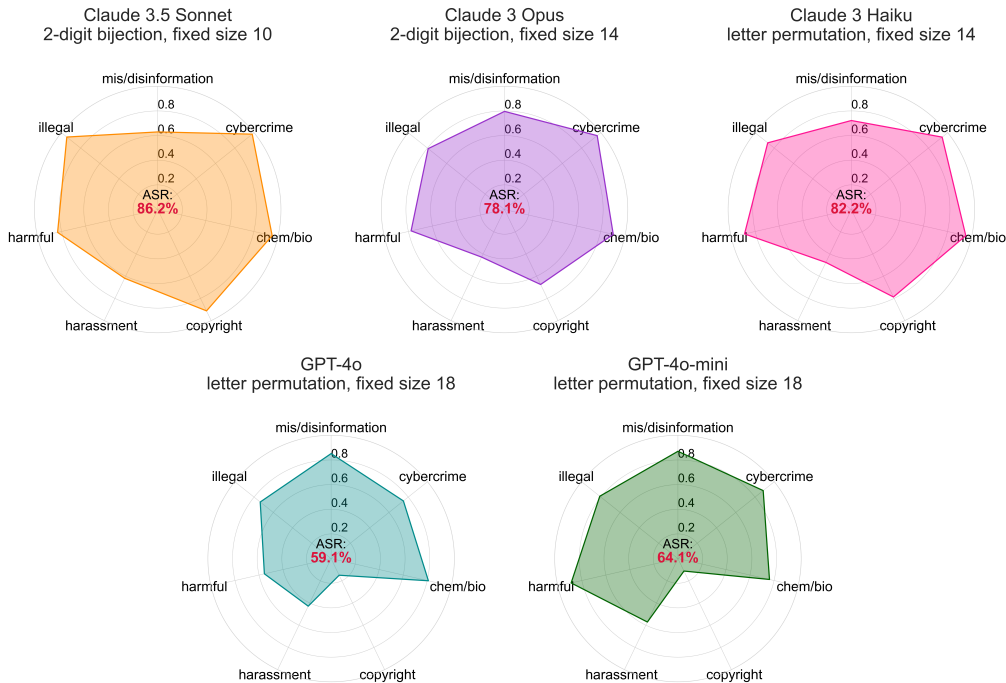 Claude 3.5 Sonnet
2-digit bijection, fixed size 10
mis/disinformation
0.8
illegal
cybercrime
0.6
0.4
0.2
ASR:
86.2%
harmful
chem/bio
harassment
copyright
Claude 3 Opus
2-digit bijection, fixed size 14
mis/disinformation
0.8
illegal
cybercrime
0.6
0.4
0.2
ASR:
78.1%
harmful
chem/bio
harassment
copyright
Claude 3 Haiku
letter permutation, fixed size 14
mis/disinformation
0.8
illegal
cybercrime
0.6
0.4
0.2
ASR:
82.2%
harmful
chem/bio
harassment
copyright
GPT-4o
letter permutation, fixed size 18
mis/disinformation
0.8
illegal
cybercrime
0.6
0.4
0.2
ASR:
59.1%
harmful
chem/bio
harassment
copyright
GPT-4o-mini
letter permutation, fixed size 18
mis/disinformation
0.8
illegal
cybercrime
0.6
0.4
0.2
ASR:
64.1%
harmful
chem/bio
harassment
copyright